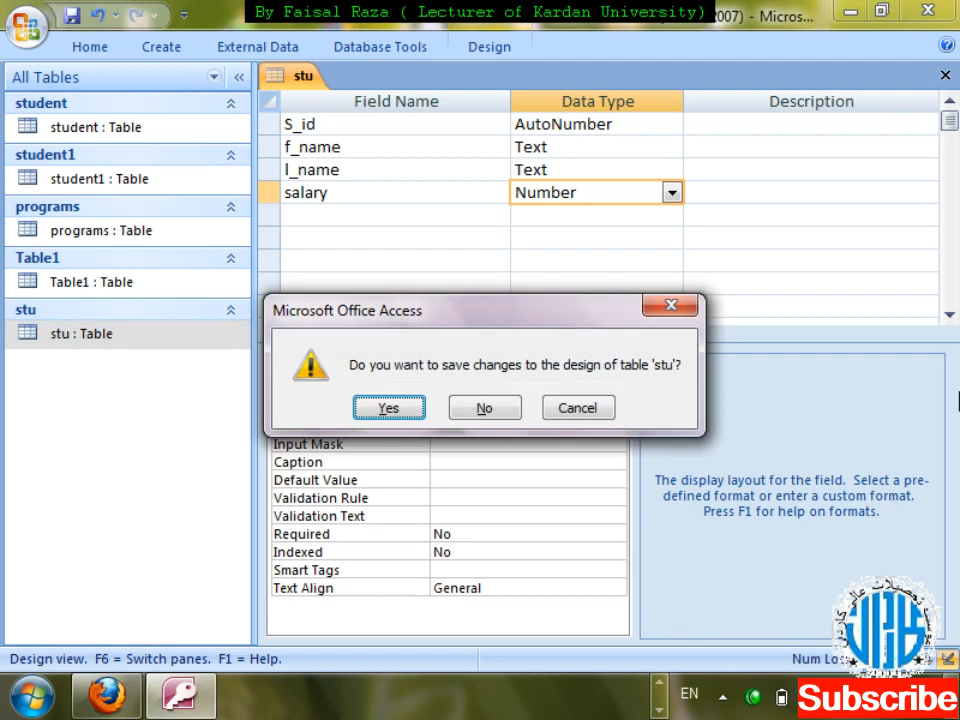 By Faisal Raza ( Lecturer of Kardan University)
2007) - Micros...
Home Create External Data Database Tools Design
All Tables
student
student : Table
student1
student1 : Table
programs
programs : Table
Table1
Table1 : Table
stu
stu : Table
stu
Field Name Data Type Description
S_id AutoNumber
f_name Text
l_name Text
salary Number
Microsoft Office Access
Do you want to save changes to the design of table 'stu'?
Yes No Cancel
Input Mask
Caption
Default Value
Validation Rule
Validation Text
Required No
Indexed No
Smart Tags
Text Align General
The display layout for the field. Select a pre-
defined format or enter a custom format.
Press F1 for help on formats.
Design view. F6 = Switch panes. F1 = Help.
Num Lo
EN
Subscribe